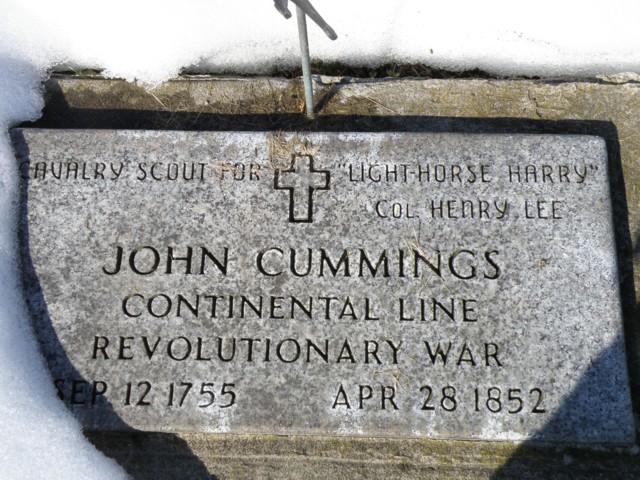 CAVALRY SCOUT FOR "LIGHT-HORSE HARRY"
COL. HENRY LEE
JOHN CUMMINGS
CONTINENTAL LINE
REVOLUTIONARY WAR
SEP 12 1755 APR 28 1852